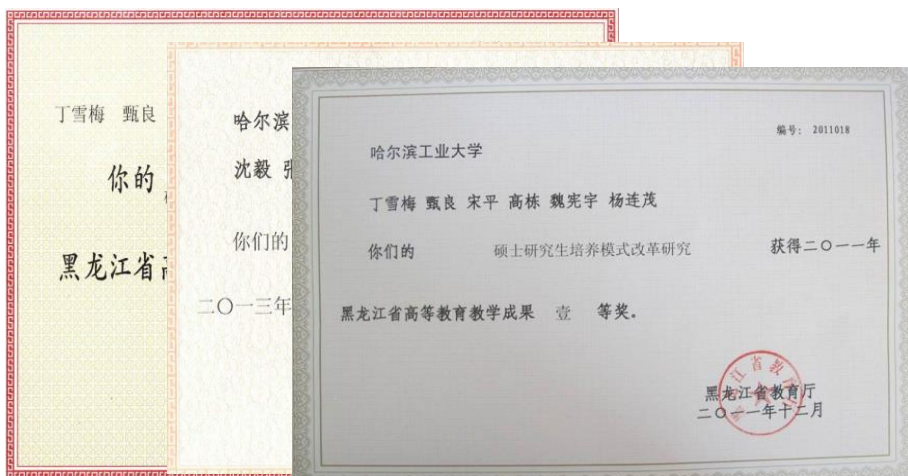 丁雪梅 甄良
你的
黑龙江省高
哈尔滨
沈毅 张
你们的
二〇一三年
编号: 2011018
哈尔滨工业大学
丁雪梅 甄良 宋平 高栋 魏宪宇 杨连茂
你们的 硕士研究生培养模式改革研究 获得二〇一一年
黑龙江省高等教育教学成果 壹 等奖。
黑龙江省教育厅
二〇一一年十二月